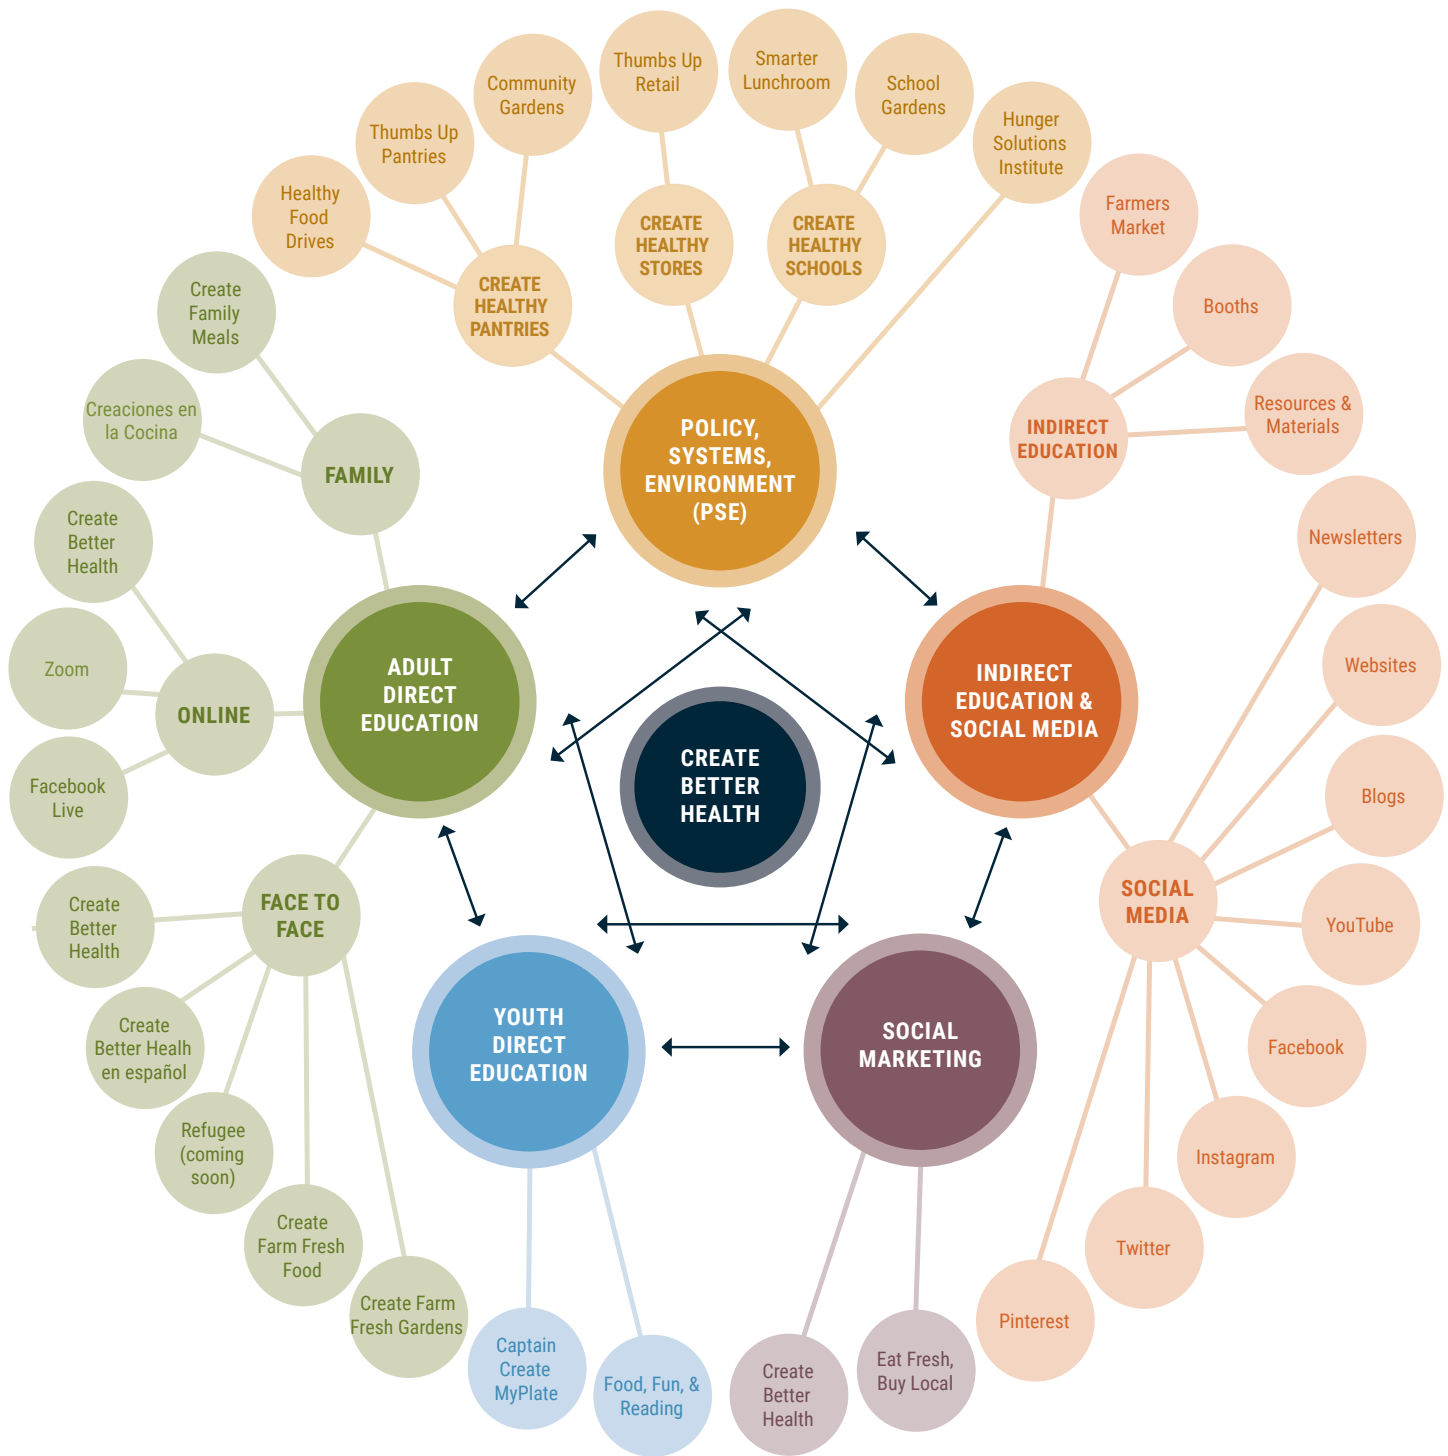 Thumbs Up
Retail
Smarter
Lunchroom
Community
Gardens
School
Gardens
Thumbs Up
Pantries
Hunger
Solutions
Institute
Healthy
Food
Drives
CREATE
HEALTHY
STORES
CREATE
HEALTHY
SCHOOLS
CREATE
HEALTHY
PANTRIES
POLICY,
SYSTEMS,
ENVIRONMENT
(PSE)
Farmers
Market
Booths
Resources &
Materials
INDIRECT
EDUCATION
INDIRECT
EDUCATION &
SOCIAL MEDIA
Newsletters
Websites
Blogs
SOCIAL
MEDIA
YouTube
Facebook
Instagram
Twitter
Pinterest
Create
Family
Meals
Creaciones en
la Cocina
FAMILY
Create
Better
Health
Zoom
ONLINE
Facebook
Live
ADULT
DIRECT
EDUCATION
FACE TO
FACE
Create
Better
Health
Create
Better Healh
en español
Refugee
(coming
soon)
Create
Farm Fresh
Food
Create Farm
Fresh Gardens
CREATE
BETTER
HEALTH
YOUTH
DIRECT
EDUCATION
Captain
Create
MyPlate
Food, Fun, &
Reading
SOCIAL
MARKETING
Create
Better
Health
Eat Fresh,
Buy Local